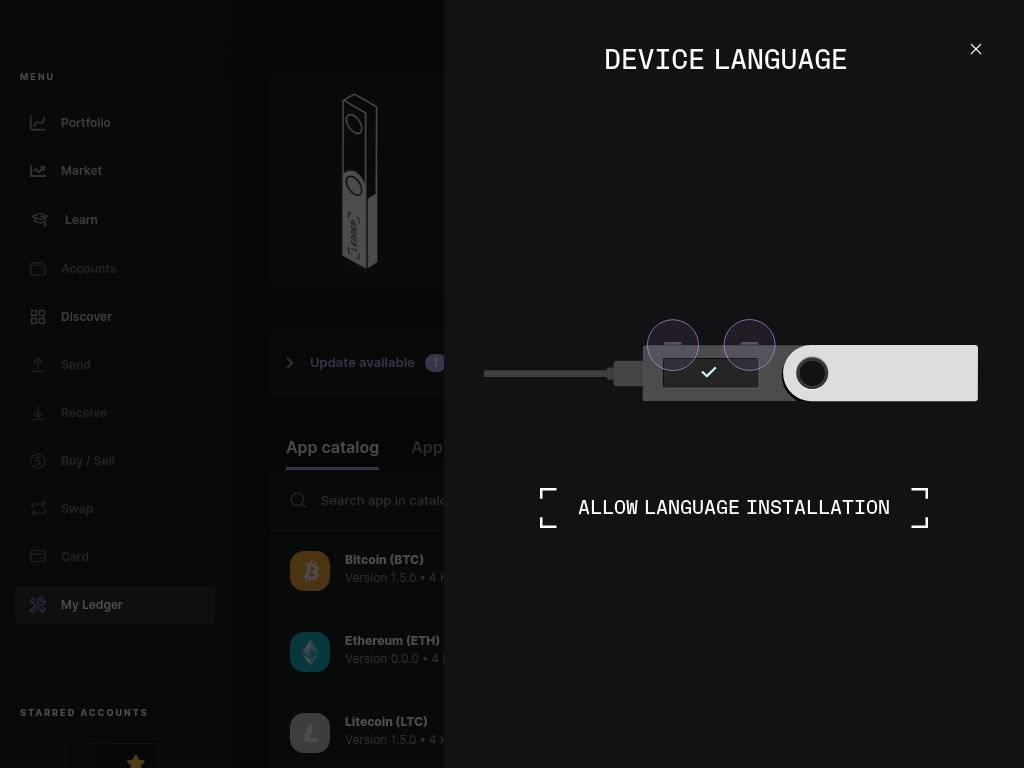 MENU
Portfolio
Market
Learn
Accounts
Discover
Send
Receive
Buy / Sell
Swap
Card
My Ledger
STARRED ACCOUNTS
LEDGER
Update available 1
App catalog
Search app in
Bitcoin (BTC)
Version 1.5.0 • 4
Ethereum (ETH)
Version 0.0.0 • 4
Litecoin (LTC)
Version 1.5.0 • 4
DEVICE LANGUAGE
ALLOW LANGUAGE INSTALLATION